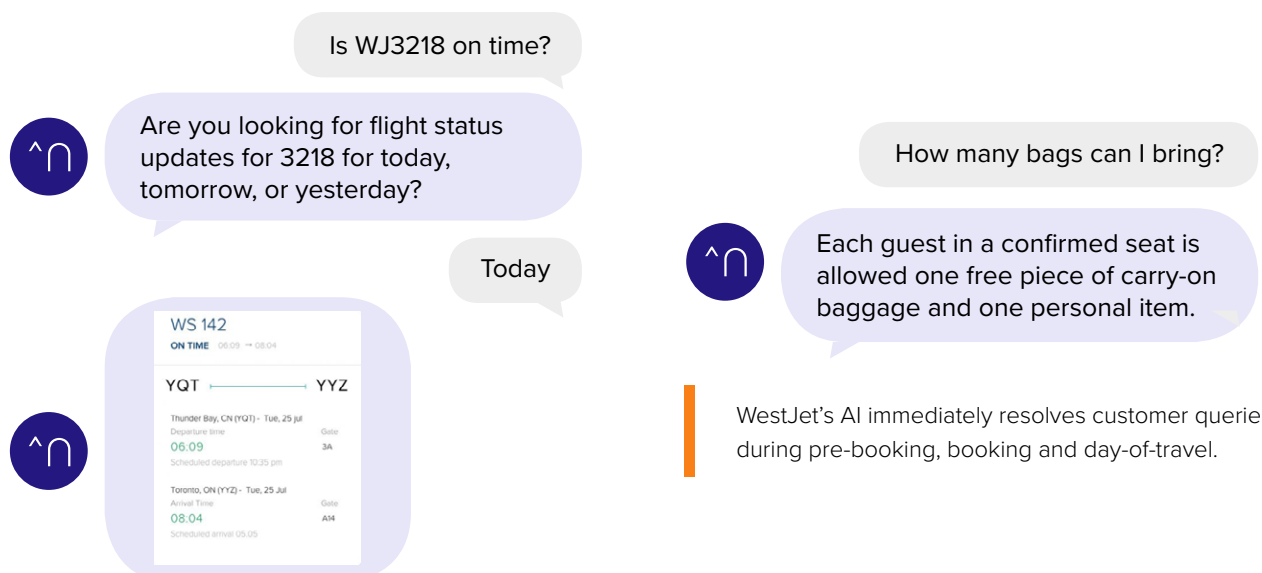 Is WJ3218 on time?
Are you looking for flight status
updates for 3218 for today,
tomorrow, or yesterday?
Today
WS 142
ON TIME 06:09 → 08:04
YQT YYZ
Thunder Bay, CN (YQT) - Tue, 25 jul
Departure time Gate
06:09 3A
Scheduled departure 10:35 pm
Toronto, ON (YYZ) - Tue, 25 Jul
Arrival Time Gate
08:04 A14
Scheduled arrival 05:05
How many bags can I bring?
Each guest in a confirmed seat is
allowed one free piece of carry-on
baggage and one personal item.
WestJet's AI immediately resolves customer querie
during pre-booking, booking and day-of-travel.